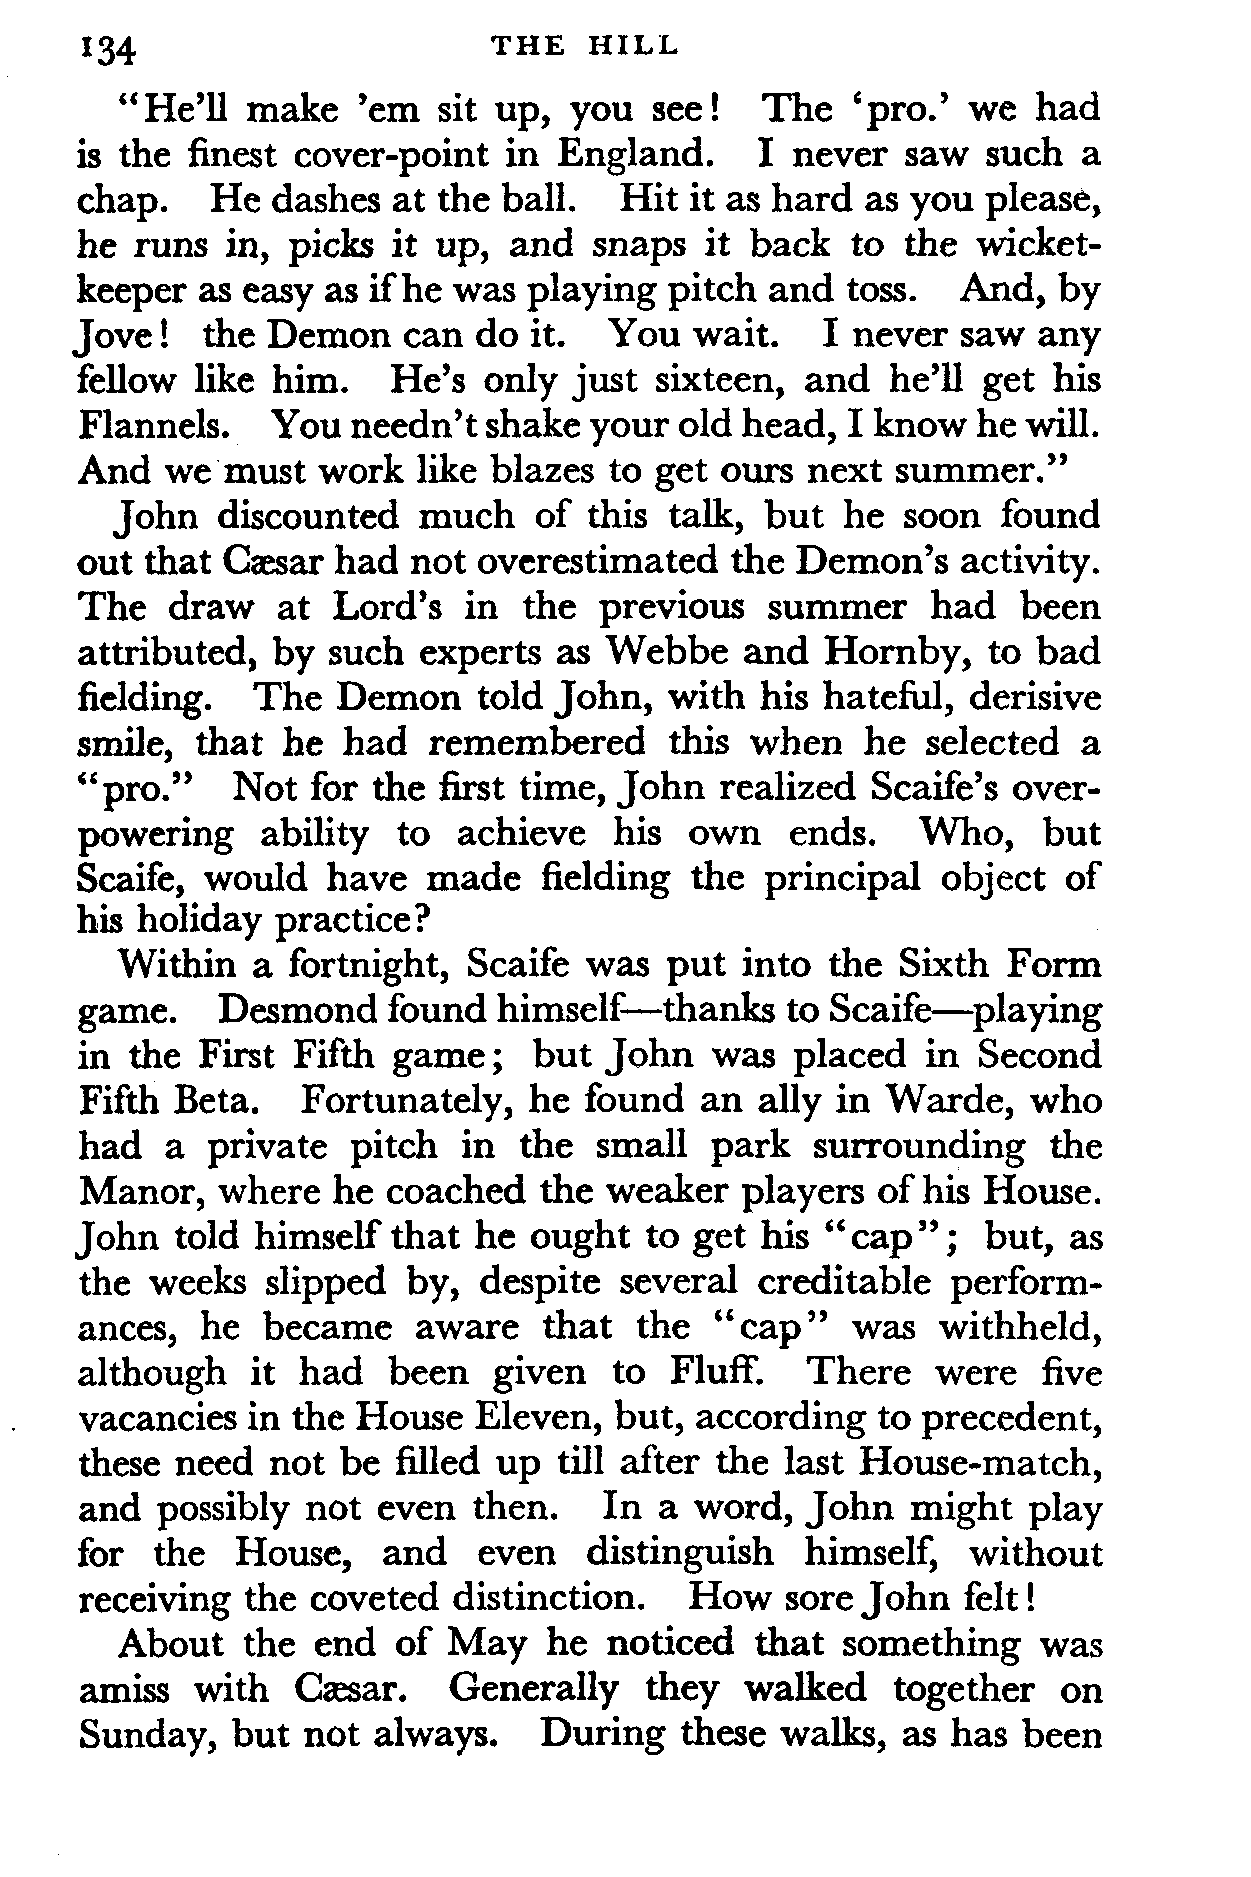 134 THE HILL
“He’ll make ’em sit up, you see! The ‘pro.’ we had
is the finest cover-point in England. I never saw such a
chap. He dashes at the ball. Hit it as hard as you please,
he runs in, picks it up, and snaps it back to the wicket-
keeper as easy as if he was playing pitch and toss. And, by
Jove! the Demon can do it. You wait. I never saw any
fellow like him. He’s only just sixteen, and he’ll get his
Flannels. You needn’t shake your old head, I know he will.
And we must work like blazes to get ours next summer.”
John discounted much of this talk, but he soon found
out that Cæsar had not overestimated the Demon’s activity.
The draw at Lord’s in the previous summer had been
attributed, by such experts as Webbe and Hornby, to bad
fielding. The Demon told John, with his hateful, derisive
smile, that he had remembered this when he selected a
“pro.” Not for the first time, John realized Scaife’s over-
powering ability to achieve his own ends. Who, but
Scaife, would have made fielding the principal object of
his holiday practice?
Within a fortnight, Scaife was put into the Sixth Form
game. Desmond found himself—thanks to Scaife—playing
in the First Fifth game; but John was placed in Second
Fifth Beta. Fortunately, he found an ally in Warde, who
had a private pitch in the small park surrounding the
Manor, where he coached the weaker players of his House.
John told himself that he ought to get his “cap”; but, as
the weeks slipped by, despite several creditable perform-
ances, he became aware that the “cap” was withheld,
although it had been given to Fluff. There were five
vacancies in the House Eleven, but, according to precedent,
these need not be filled up till after the last House-match,
and possibly not even then. In a word, John might play
for the House, and even distinguish himself, without
receiving the coveted distinction. How sore John felt!
About the end of May he noticed that something was
amiss with Cæsar. Generally they walked together on
Sunday, but not always. During these walks, as has been